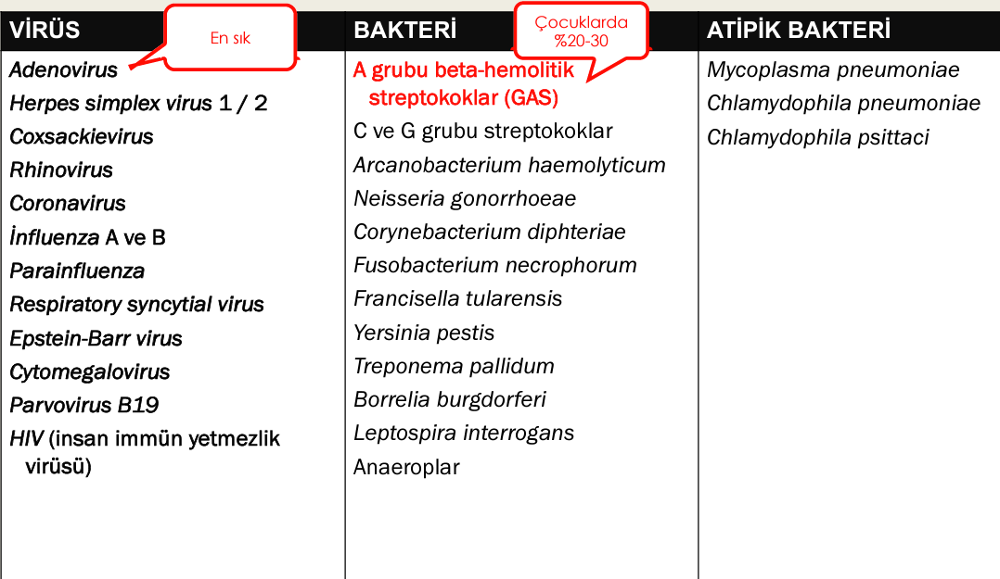 VİRÜS
En sık
Adenovirus
Herpes simplex virus 1 / 2
Coxsackievirus
Rhinovirus
Coronavirus
İnfluenza A ve B
Parainfluenza
Respiratory syncytial virus
Epstein-Barr virus
Cytomegalovirus
Parvovirus B19
HIV (insan immün yetmezlik
virüsü)
BAKTERİ
Çocuklarda
%20-30
A grubu beta-hemolitik
streptokoklar (GAS)
C ve G grubu streptokoklar
Arcanobacterium haemolyticum
Neisseria gonorrhoeae
Corynebacterium diphteriae
Fusobacterium necrophorum
Francisella tularensis
Yersinia pestis
Treponema pallidum
Borrelia burgdorferi
Leptospira interrogans
Anaeroplar
ATİPİK BAKTERİ
Mycoplasma pneumoniae
Chlamydophila pneumoniae
Chlamydophila psittaci